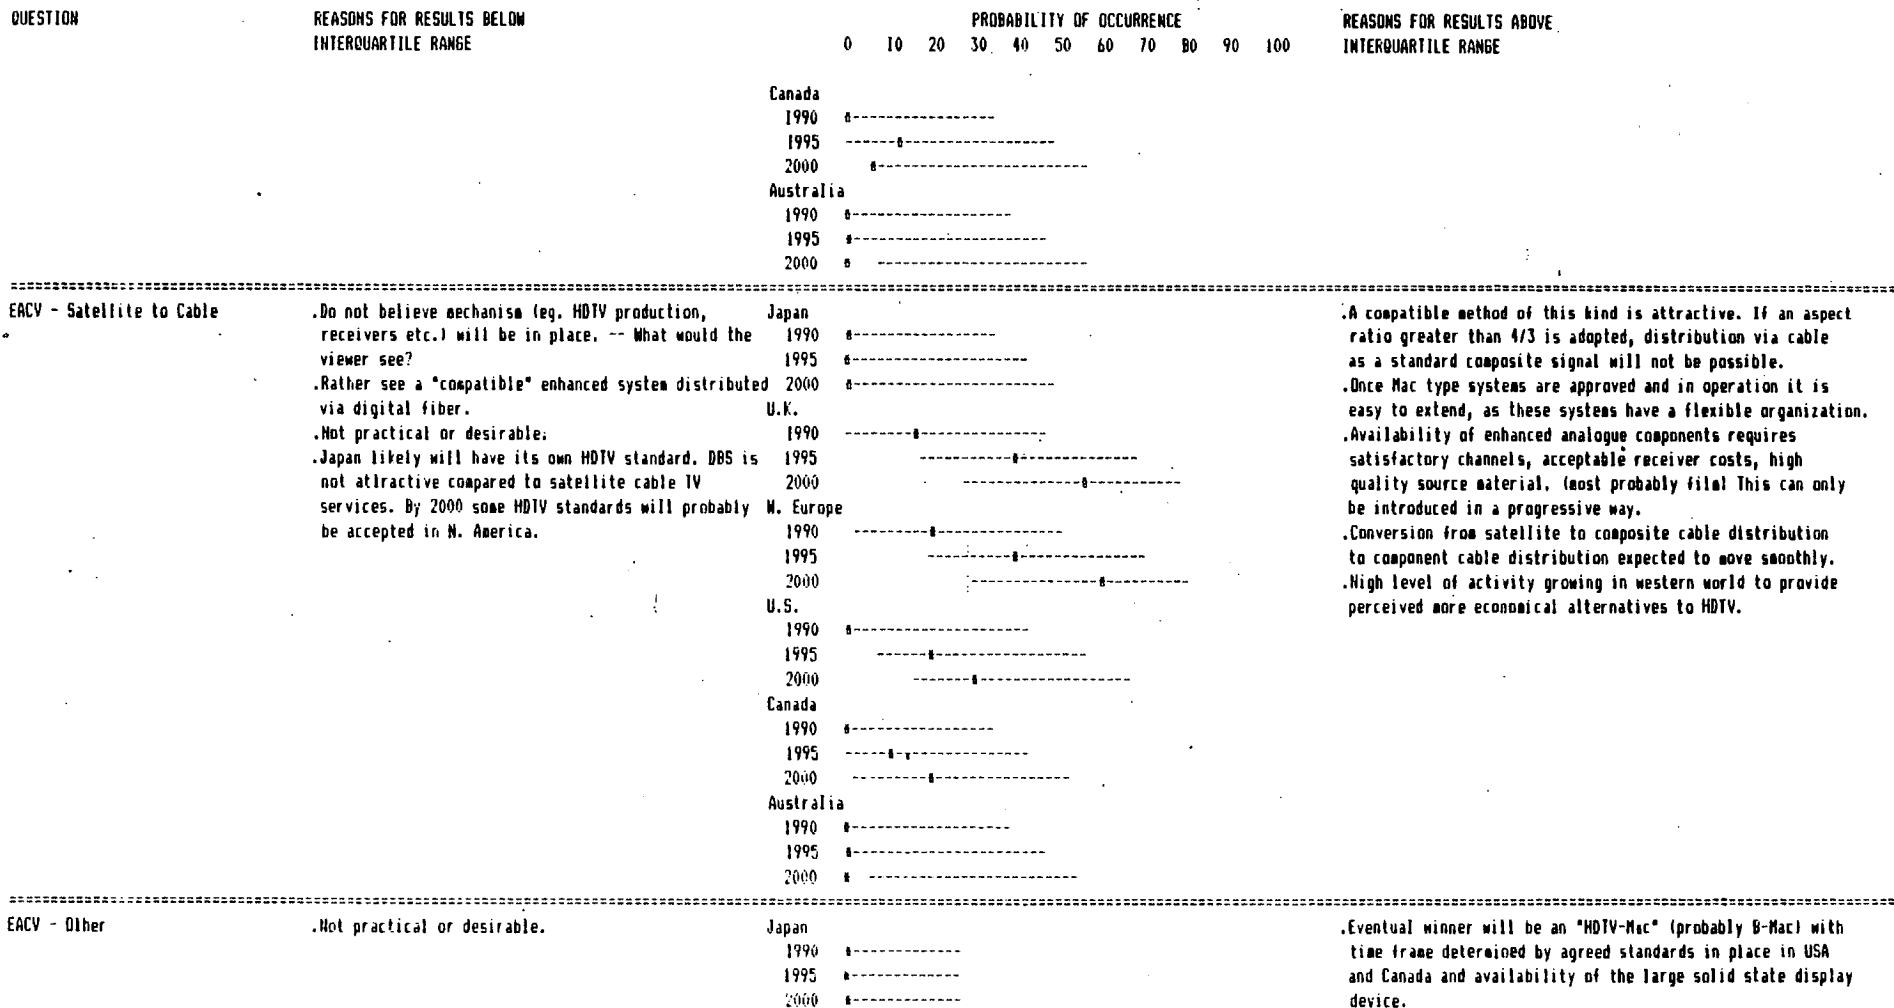 QUESTION REASONS FOR RESULTS BELOW PROBABILITY OF OCCURRENCE REASONS FOR RESULTS ABOVE
INTERQUARTILE RANGE 0 10 20 30 40 50 60 70 80 90 100 INTERQUARTILE RANGE
Canada
1990
1995
2000
Australia
1990
1995
2000
EACV - Satellite to Cable
.Do not believe mechanism (eg. HDTV production,
receivers etc.) will be in place. -- What would the
viewer see?
.Rather see a "compatible" enhanced system distributed
via digital fiber.
.Not practical or desirable.
.Japan likely will have its own HDTV standard. DBS is
not attractive compared to satellite cable TV
services. By 2000 some HDTV standards will probably
be accepted in N. America.
Japan
1990
1995
2000
U.K.
1990
1995
2000
W. Europe
1990
1995
2000
U.S.
1990
1995
2000
Canada
1990
1995
2000
Australia
1990
1995
2000
.A compatible method of this kind is attractive. If an aspect
ratio greater than 4/3 is adopted, distribution via cable
as a standard composite signal will not be possible.
.Once Mac type systems are approved and in operation it is
easy to extend, as these systems have a flexible organization.
.Availability of enhanced analogue components requires
satisfactory channels, acceptable receiver costs, high
quality source material. (most probably film) This can only
be introduced in a progressive way.
.Conversion from satellite to composite cable distribution
to component cable distribution expected to move smoothly.
.High level of activity growing in western world to provide
perceived more economical alternatives to HDTV.
EACV - Other
.Not practical or desirable.
Japan
1990
1995
2000
.Eventual winner will be an "HDTV-Mac" (probably B-Mac) with
time frame determined by agreed standards in place in USA
and Canada and availability of the large solid state display
device.